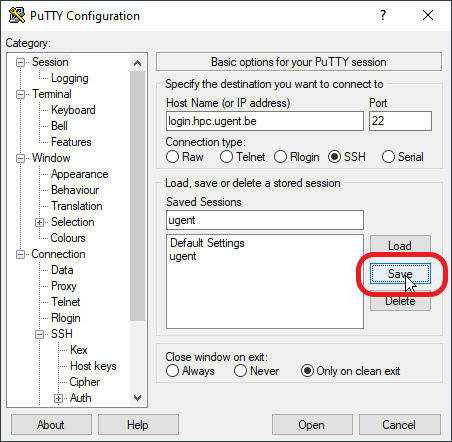 PuTTY Configuration
?
Category:
Session
Logging
Terminal
Keyboard
Bell
Features
Window
Appearance
Behaviour
Translation
Selection
Colours
Connection
Data
Proxy
Telnet
Rlogin
SSH
Kex
Host keys
Cipher
Auth
Basic options for your PuTTY session
Specify the destination you want to connect to
Host Name (or IP address) Port
login.hpc.ugent.be 22
Connection type:
Raw Telnet Rlogin SSH Serial
Load, save or delete a stored session
Saved Sessions
ugent
Default Settings
ugent
Load
Save
Delete
Close window on exit:
Always Never Only on clean exit
About Help Open Cancel